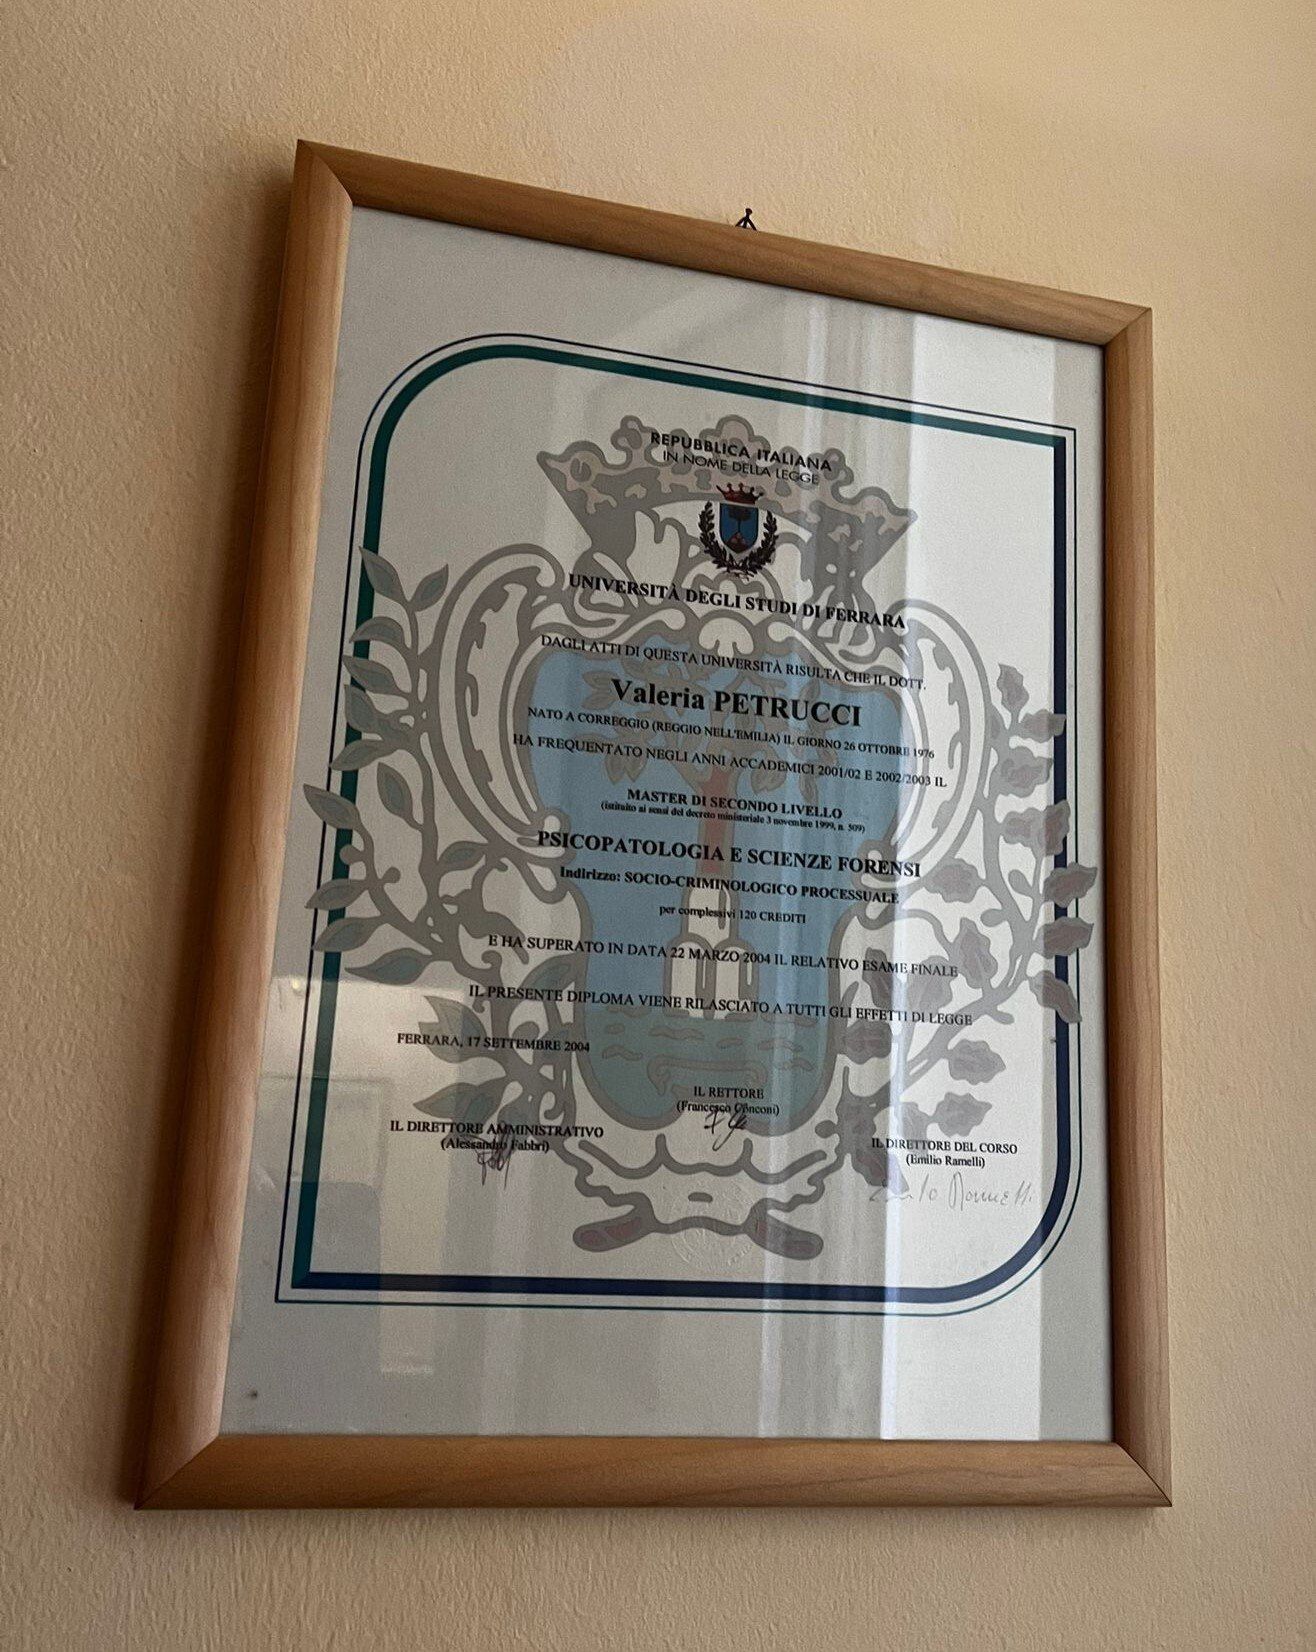 REPUBBLICA ITALIANA
IN NOME DELLA LEGGE
UNIVERSITÀ DEGLI STUDI DI FERRARA
DAGLI ATTI DI QUESTA UNIVERSITÀ RISULTA CHE IL DOTT.
Valeria PETRUCCI
NATO A CORREGGIO (REGGIO NELL'EMILIA) IL GIORNO 26 OTTOBRE 1976
HA FREQUENTATO NEGLI ANNI ACCADEMICI 2001/02 E 2002/2003 IL
MASTER DI SECONDO LIVELLO
(istituito ai sensi del decreto ministeriale 3 novembre 1999, n. 509)
PSICOPATOLOGIA E SCIENZE FORENSI
Indirizzo: SOCIO-CRIMINOLOGICO PROCESSUALE
per complessivi 120 CREDITI
E HA SUPERATO IN DATA 22 MARZO 2004 IL RELATIVO ESAME FINALE
IL PRESENTE DIPLOMA VIENE RILASCIATO A TUTTI GLI EFFETTI DI LEGGE
FERRARA, 17 SETTEMBRE 2004
IL RETTORE
(Francesco Conconi)
IL DIRETTORE AMMINISTRATIVO
(Alessandro Fabbri)
IL DIRETTORE DEL CORSO
(Emilio Ramelli)